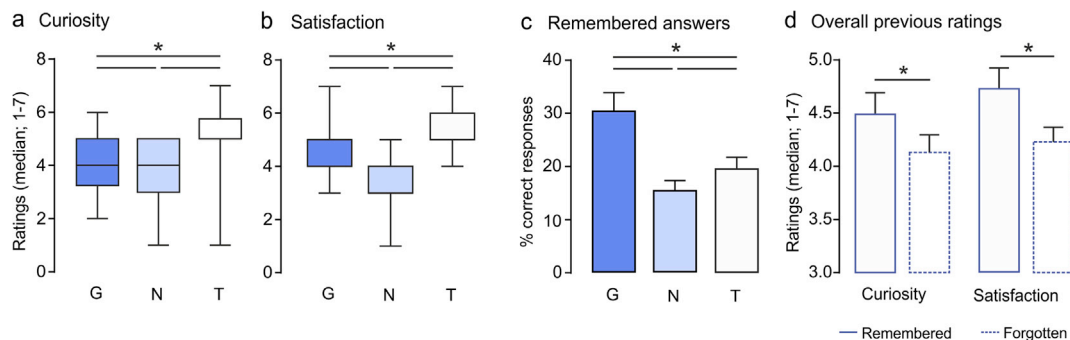 a Curiosity
*
Ratings (median; 1-7)
8
6
4
2
0
G N T
b Satisfaction
*
8
6
4
2
0
G N T
c Remembered answers
*
% correct responses
40
30
20
10
0
G N T
d Overall previous ratings
* *
Ratings (median; 1-7)
5.0
4.5
4.2
4.5
3.0
Curiosity Satisfaction
Remembered Forgotten